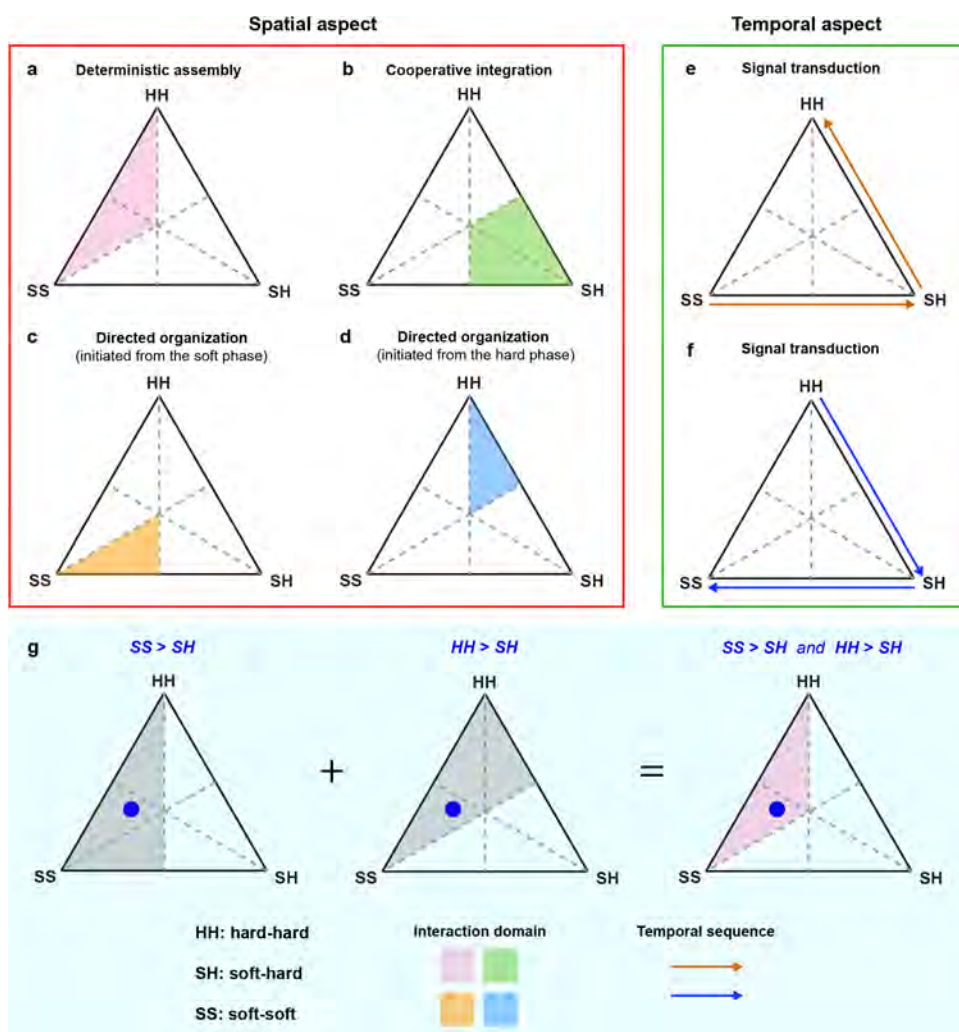 Spatial aspect
Temporal aspect
a
Deterministic assembly
HH
SS
SH
b
Cooperative integration
HH
SS
SH
e
Signal transduction
HH
SS
SH
c
Directed organization
(initiated from the soft phase)
HH
SS
SH
d
Directed organization
(initiated from the hard phase)
HH
SS
SH
f
Signal transduction
HH
SS
SH
g
SS > SH
HH
SS
SH
+
HH > SH
HH
SS
SH
=
SS > SH and HH > SH
HH
SS
SH
HH: hard-hard
SH: soft-hard
SS: soft-soft
Interaction domain
Temporal sequence